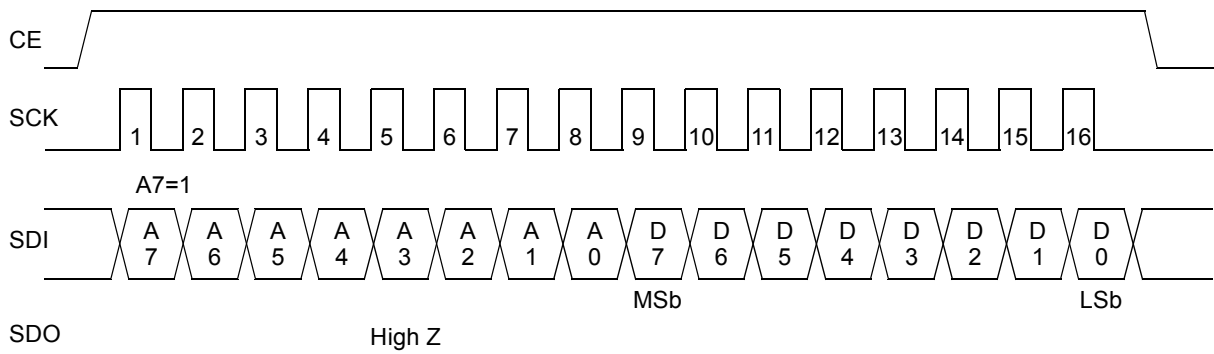 CE
SCK
1 2 3 4 5 6 7 8 9 10 11 12 13 14 15 16
A7=1
SDI
A A A A A A A A D D D D D D D D
7 6 5 4 3 2 1 0 7 6 5 4 3 2 1 0
MSb LSb
SDO High Z